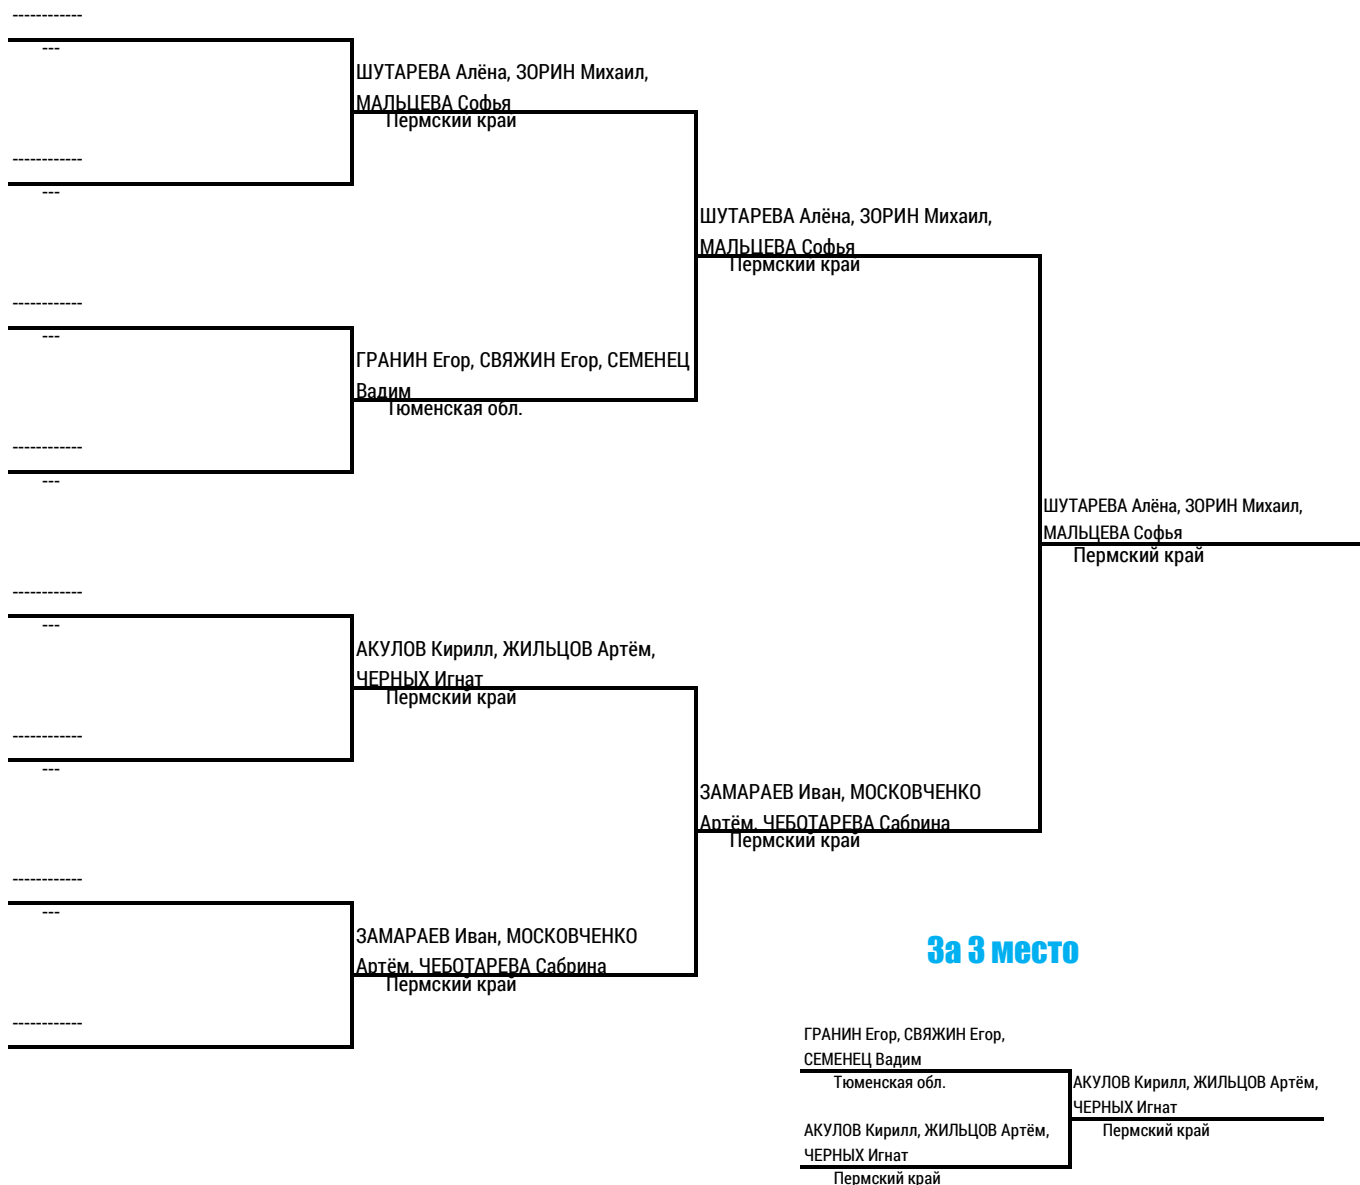 ------------
---
ШУТАРЕВА Алёна, ЗОРИН Михаил,
МАЛЬЦЕВА Софья
Пермский край
------------
---
ШУТАРЕВА Алёна, ЗОРИН Михаил,
МАЛЬЦЕВА Софья
Пермский край
------------
---
ГРАНИН Егор, СВЯЖИН Егор, СЕМЕНЕЦ
Вадим
Тюменская обл.
------------
---
ШУТАРЕВА Алёна, ЗОРИН Михаил,
МАЛЬЦЕВА Софья
Пермский край
------------
---
АКУЛОВ Кирилл, ЖИЛЬЦОВ Артём,
ЧЕРНЫХ Игнат
Пермский край
------------
---
ЗАМАРАЕВ Иван, МОСКОВЧЕНКО
Артём, ЧЕБОТАРЕВА Сабрина
Пермский край
------------
---
ЗАМАРАЕВ Иван, МОСКОВЧЕНКО
Артём, ЧЕБОТАРЕВА Сабрина
Пермский край
------------
За 3 место
ГРАНИН Егор, СВЯЖИН Егор,
СЕМЕНЕЦ Вадим
Тюменская обл.
АКУЛОВ Кирилл, ЖИЛЬЦОВ Артём,
ЧЕРНЫХ Игнат
Пермский край
АКУЛОВ Кирилл, ЖИЛЬЦОВ Артём,
ЧЕРНЫХ Игнат
Пермский край